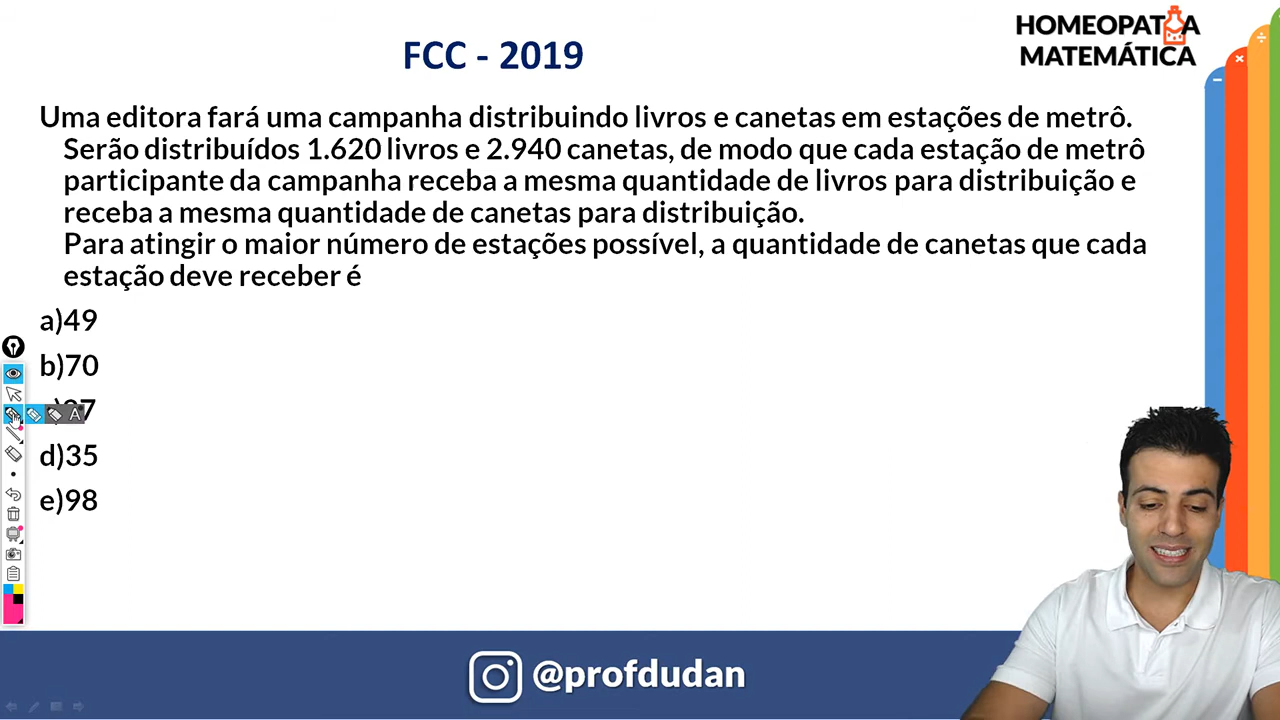 HOMEOPATIA
MATEMÁTICA
FCC - 2019
Uma editora fará uma campanha distribuindo livros e canetas em estações de metrô.
Serão distribuídos 1.620 livros e 2.940 canetas, de modo que cada estação de metrô
participante da campanha receba a mesma quantidade de livros para distribuição e
receba a mesma quantidade de canetas para distribuição.
Para atingir o maior número de estações possível, a quantidade de canetas que cada
estação deve receber é
a)49
b)70
d)35
e)98
A
@profdudan